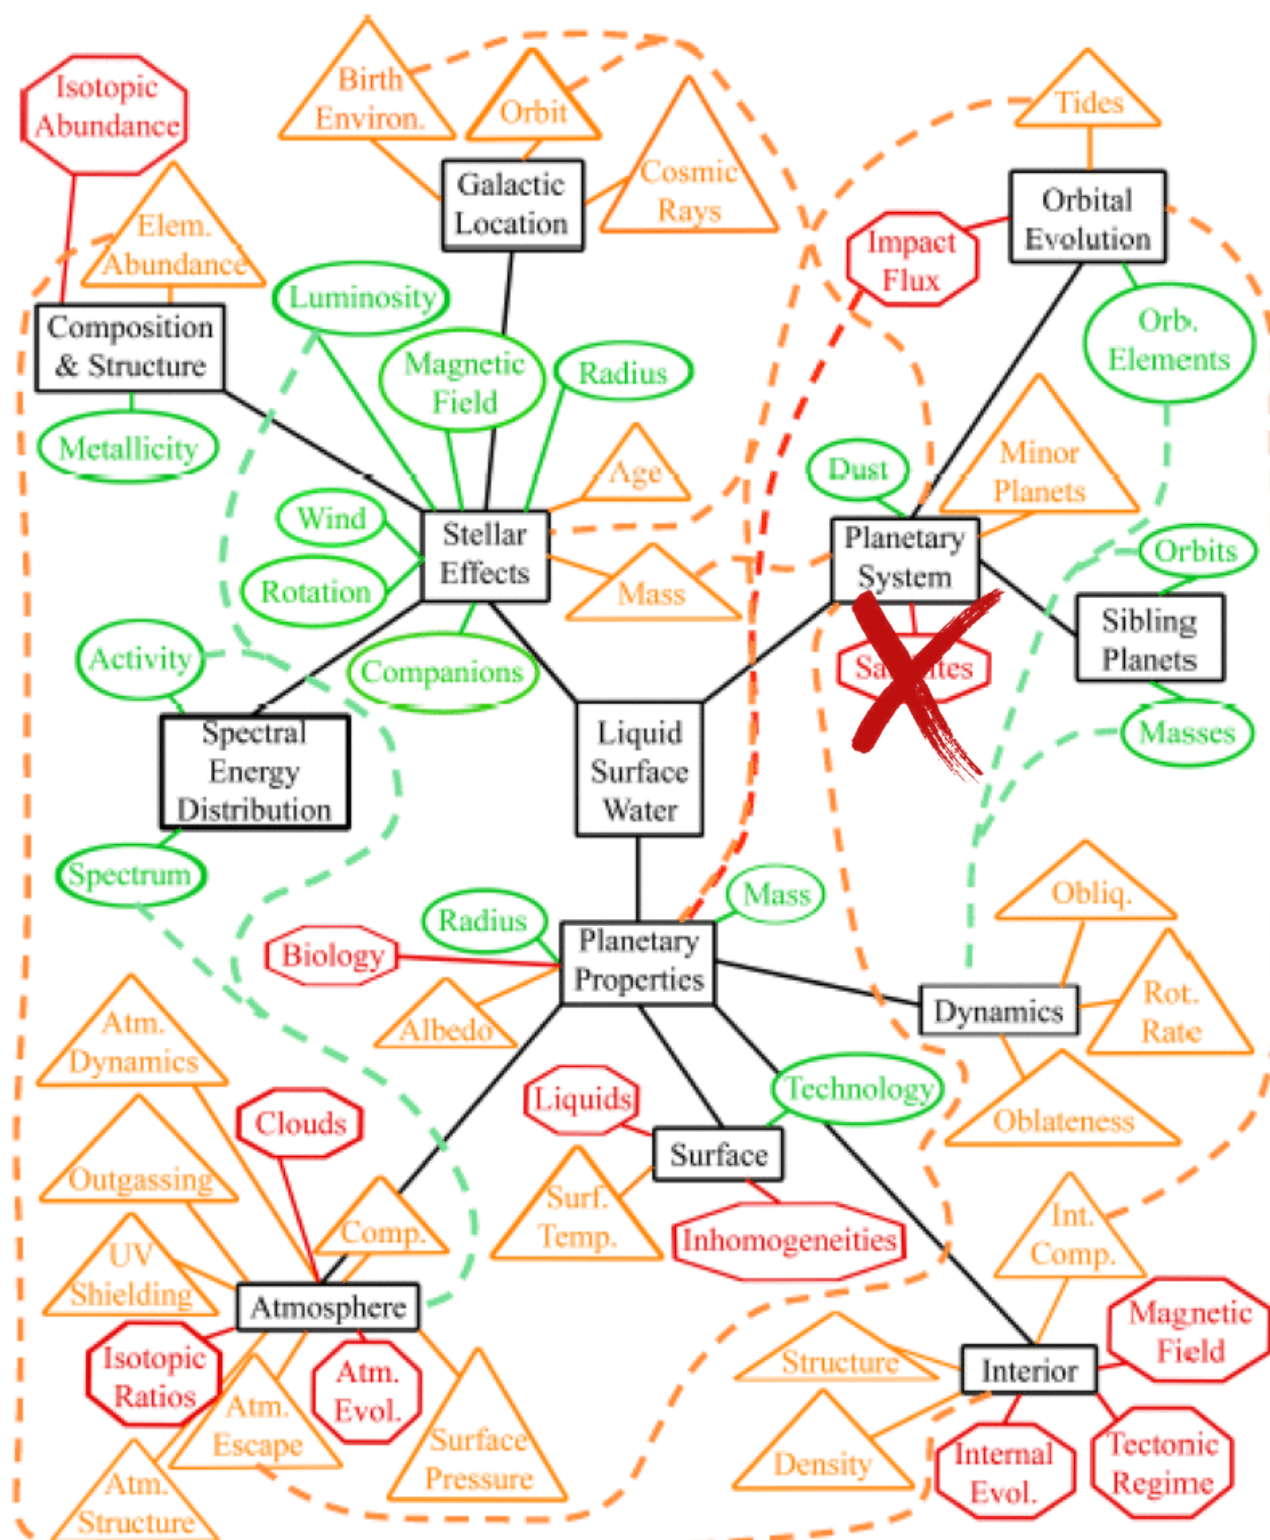 Isotopic
Abundance
Birth
Environ.
Orbit
Cosmic
Rays
Tides
Galactic
Location
Orbital
Evolution
Impact
Flux
Elem.
Abundance
Luminosity
Composition
& Structure
Magnetic
Field
Radius
Orb.
Elements
Metallicity
Age
Dust
Minor
Planets
Wind
Stellar
Effects
Planetary
System
Orbits
Rotation
Mass
Sibling
Planets
Activity
Companions
Masses
Spectral
Energy
Distribution
Liquid
Surface
Water
Spectrum
Radius
Mass
Obliq.
Biology
Planetary
Properties
Albedo
Dynamics
Rot.
Rate
Atm.
Dynamics
Technology
Liquids
Clouds
Oblateness
Surface
Outgassing
Surf.
Temp.
Comp.
Inhomogeneities
Int.
Comp.
UV
Shielding
Atmosphere
Magnetic
Field
Isotopic
Ratios
Atm.
Evol.
Structure
Interior
Atm.
Escape
Surface
Pressure
Density
Internal
Evol.
Tectonic
Regime
Atm.
Structure